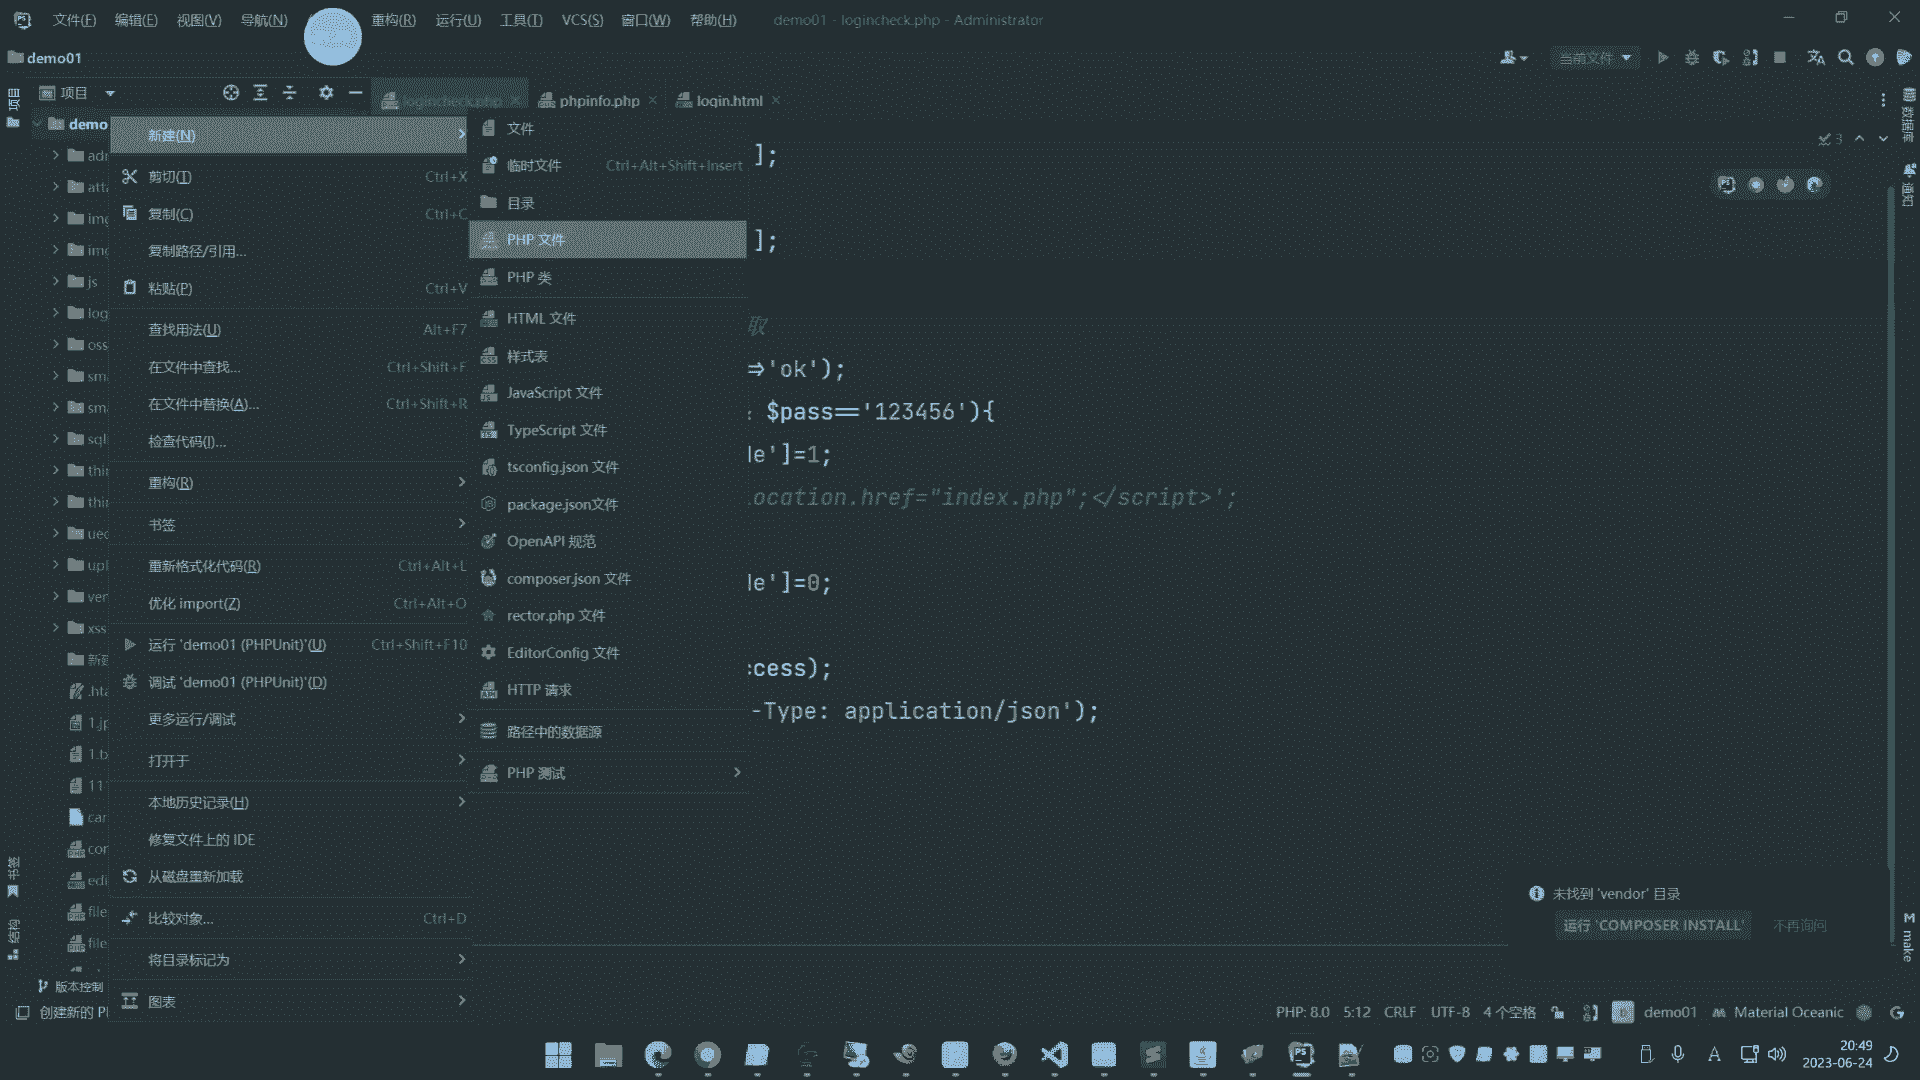 文件(F) 编辑(E) 视图(V) 导航(N) 重构(R) 运行(U) 工具(T) VCS(S) 窗口(W) 帮助(H) demo01 - logincheck.php - Administrator
demo01
当前文件
项目
项目
logincheck.php
phpinfo.php
login.html
数据库
通知
3
demo
adr
att
img
img
js
log
oss
sm
sm
sql
thi
thi
ued
upl
ver
xss
新建
.hta
1.jp
1.t
11
car
cor
edi
file
file
新建(N)
剪切(T) Ctrl+X
复制(C) Ctrl+C
复制路径/引用...
粘贴(P) Ctrl+V
查找用法(U) Alt+F7
在文件中查找... Ctrl+Shift+F
在文件中替换(A)... Ctrl+Shift+R
检查代码(I)...
重构(R)
书签
重新格式化代码(R) Ctrl+Alt+L
优化 import(Z) Ctrl+Alt+O
运行 'demo01 (PHPUnit)'(U) Ctrl+Shift+F10
调试 'demo01 (PHPUnit)'(D)
更多运行/调试
打开于
本地历史记录(H)
修复文件上的 IDE
从磁盘重新加载
比较对象... Ctrl+D
将目录标记为
图表
文件
临时文件 Ctrl+Alt+Shift+Insert
目录
PHP 文件
PHP 类
HTML 文件
样式表
JavaScript 文件
TypeScript 文件
tsconfig.json 文件
package.json文件
OpenAPI 规范
composer.json 文件
rector.php 文件
EditorConfig 文件
HTTP 请求
路径中的数据源
PHP 测试
];
];
取
=>'ok');
$pass=='123456'){
']=1;
ocation.href="index.php";</script>';
']=0;
cess);
-Type: application/json');
未找到 'vendor' 目录
运行 'COMPOSER INSTALL' 不再询问
书签
结构
make
版本控制
创建新的 P
PHP: 8.0 5:12 CRLF UTF-8 4 个空格 demo01 Material Oceanic
20:49
2023-06-24